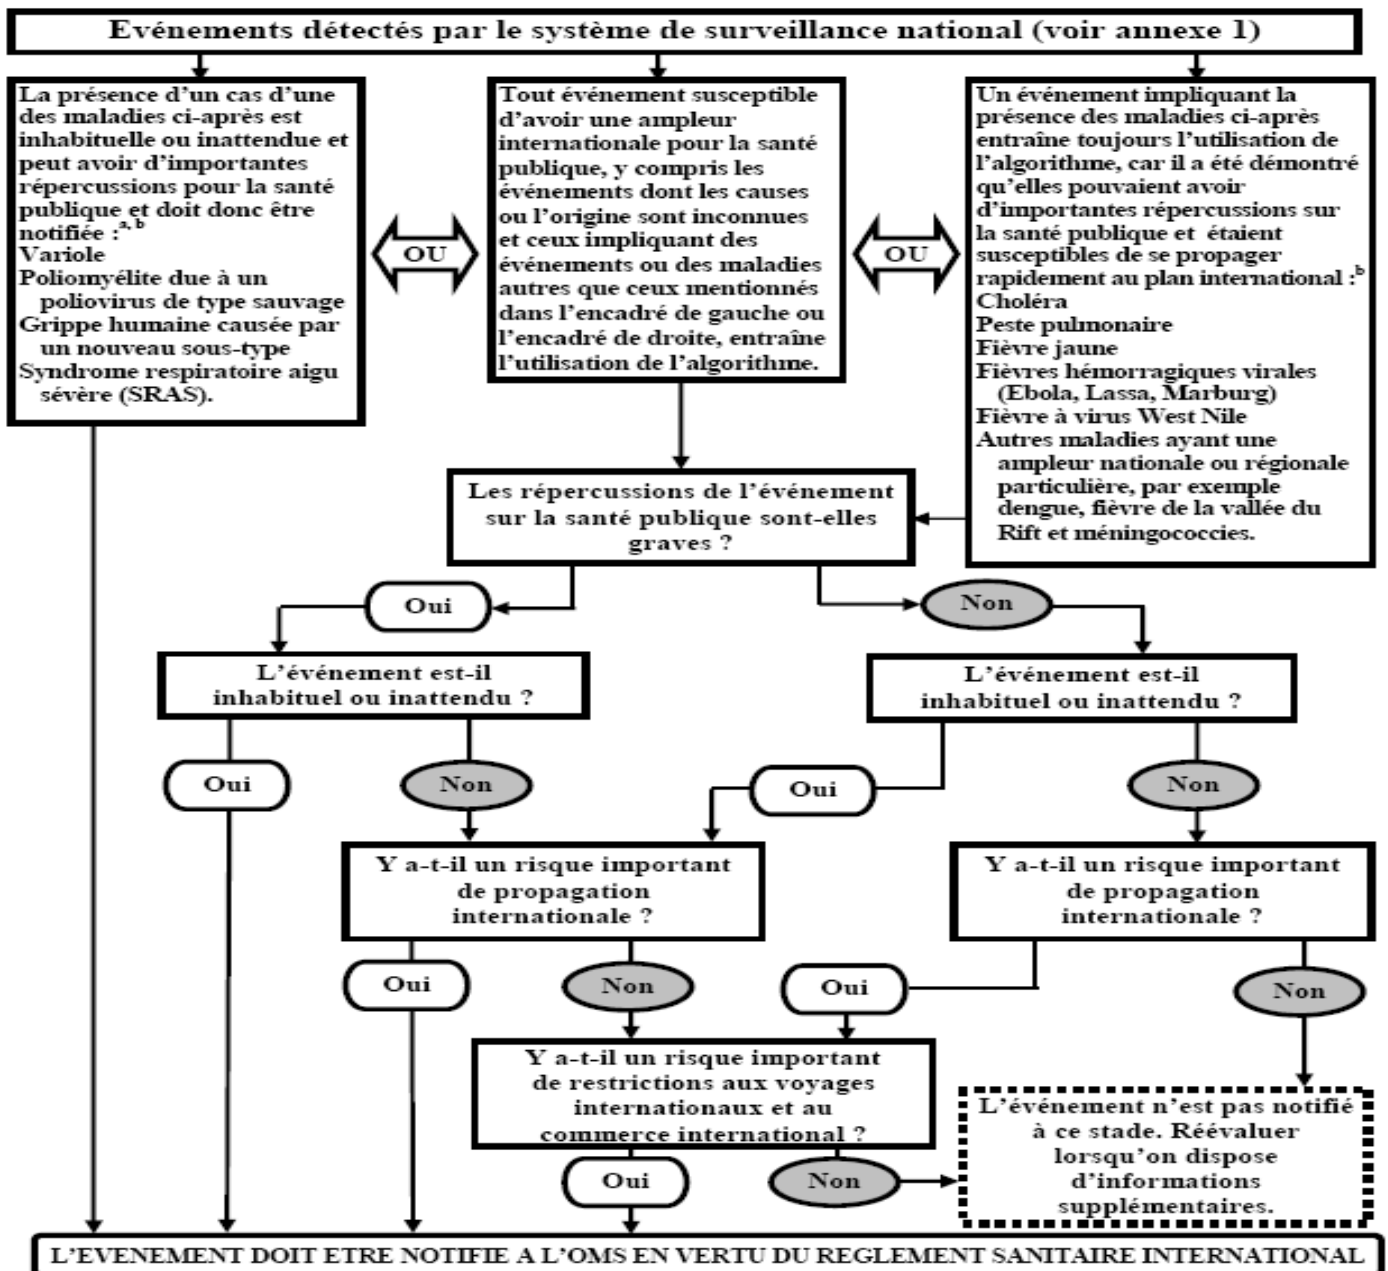 Evénements détectés par le système de surveillance national (voir annexe 1)
La présence d'un cas d'une
des maladies ci-après est
inhabituelle ou inattendue et
peut avoir d'importantes
répercussions pour la santé
publique et doit donc être
notifiée :a, b
Variole
Poliomyélite due à un
poliovirus de type sauvage
Grippe humaine causée par
un nouveau sous-type
Syndrome respiratoire aigu
sévère (SRAS).
OU
Tout événement susceptible
d'avoir une ampleur
internationale pour la santé
publique, y compris les
événements dont les causes
ou l'origine sont inconnues
et ceux impliquant des
événements ou des maladies
autres que ceux mentionnés
dans l'encadré de gauche ou
l'encadré de droite, entraîne
l'utilisation de l'algorithme.
OU
Un événement impliquant la
présence des maladies ci-après
entraîne toujours l'utilisation de
l'algorithme, car il a été démontré
qu'elles pouvaient avoir
d'importantes répercussions sur
la santé publique et étaient
susceptibles de se propager
rapidement au plan international :b
Choléra
Peste pulmonaire
Fièvre jaune
Fièvres hémorragiques virales
(Ebola, Lassa, Marburg)
Fièvre à virus West Nile
Autres maladies ayant une
ampleur nationale ou régionale
particulière, par exemple
dengue, fièvre de la vallée du
Rift et méningococcies.
Les répercussions de l'événement
sur la santé publique sont-elles
graves ?
Oui
Non
L'événement est-il
inhabituel ou inattendu ?
L'événement est-il
inhabituel ou inattendu ?
Oui
Non
Oui
Non
Y a-t-il un risque important
de propagation
internationale ?
Y a-t-il un risque important
de propagation
internationale ?
Oui
Non
Oui
Non
Y a-t-il un risque important
de restrictions aux voyages
internationaux et au
commerce international ?
Oui
Non
L'événement n'est pas notifié
à ce stade. Réévaluer
lorsqu'on dispose
d'informations
supplémentaires.
L'EVENEMENT DOIT ETRE NOTIFIE A L'OMS EN VERTU DU REGLEMENT SANITAIRE INTERNATIONAL